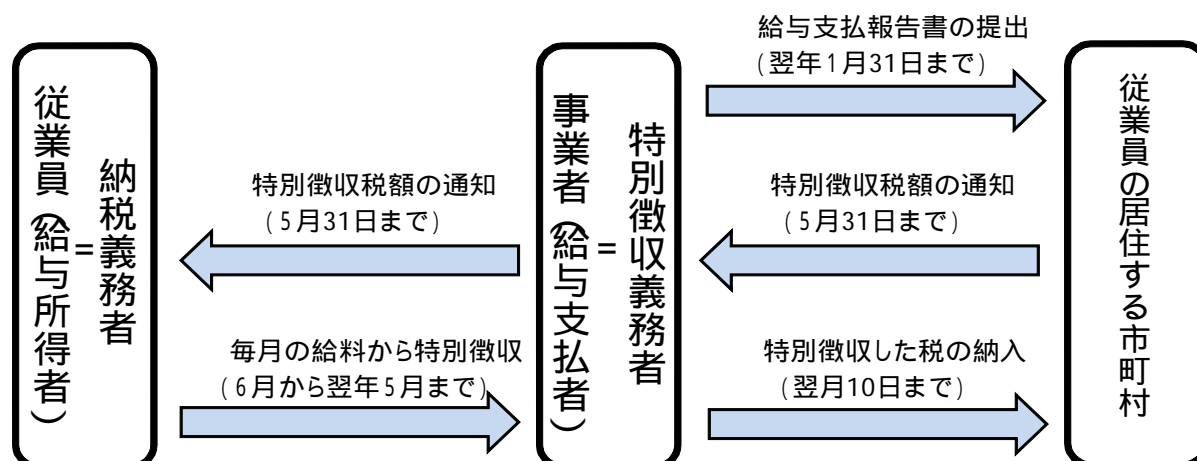 給与支払報告書の提出
(翌年1月31日まで)
従業員(給与所得者)
=
納税義務者
特別徴収税額の通知
(5月31日まで)
毎月の給料から特別徴収
(6月から翌年5月まで)
事業者(給与支払者)
=
特別徴収義務者
特別徴収税額の通知
(5月31日まで)
特別徴収した税の納入
(翌月10日まで)
従業員の居住する市町村